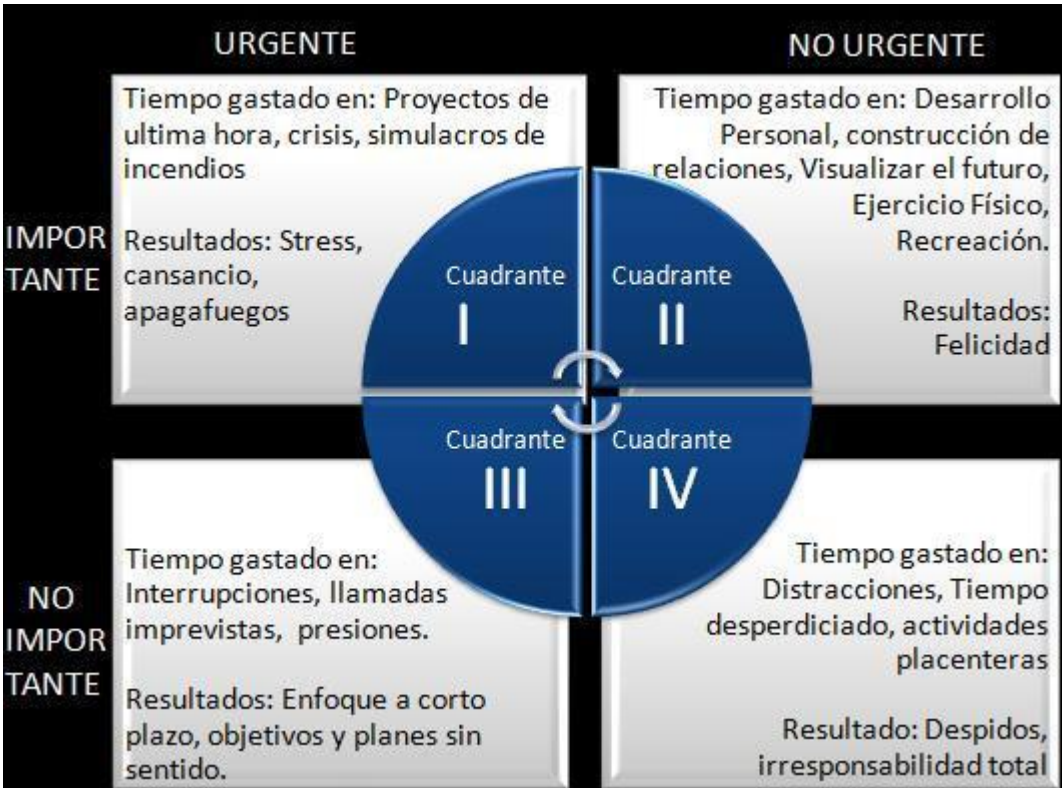 URGENTE
NO URGENTE
IMPOR
TANTE
Tiempo gastado en: Proyectos de
ultima hora, crisis, simulacros de
incendios
Resultados: Stress,
cansancio,
apagafuegos
Tiempo gastado en: Desarrollo
Personal, construcción de
relaciones, Visualizar el futuro,
Ejercicio Físico,
Recreación.
Resultados:
Felicidad
Cuadrante
I
Cuadrante
II
Cuadrante
III
Cuadrante
IV
NO
IMPOR
TANTE
Tiempo gastado en:
Interrupciones, llamadas
imprevistas, presiones.
Resultados: Enfoque a corto
plazo, objetivos y planes sin
sentido.
Tiempo gastado en:
Distracciones, Tiempo
desperdiciado, actividades
placenteras
Resultado: Despidos,
irresponsabilidad total